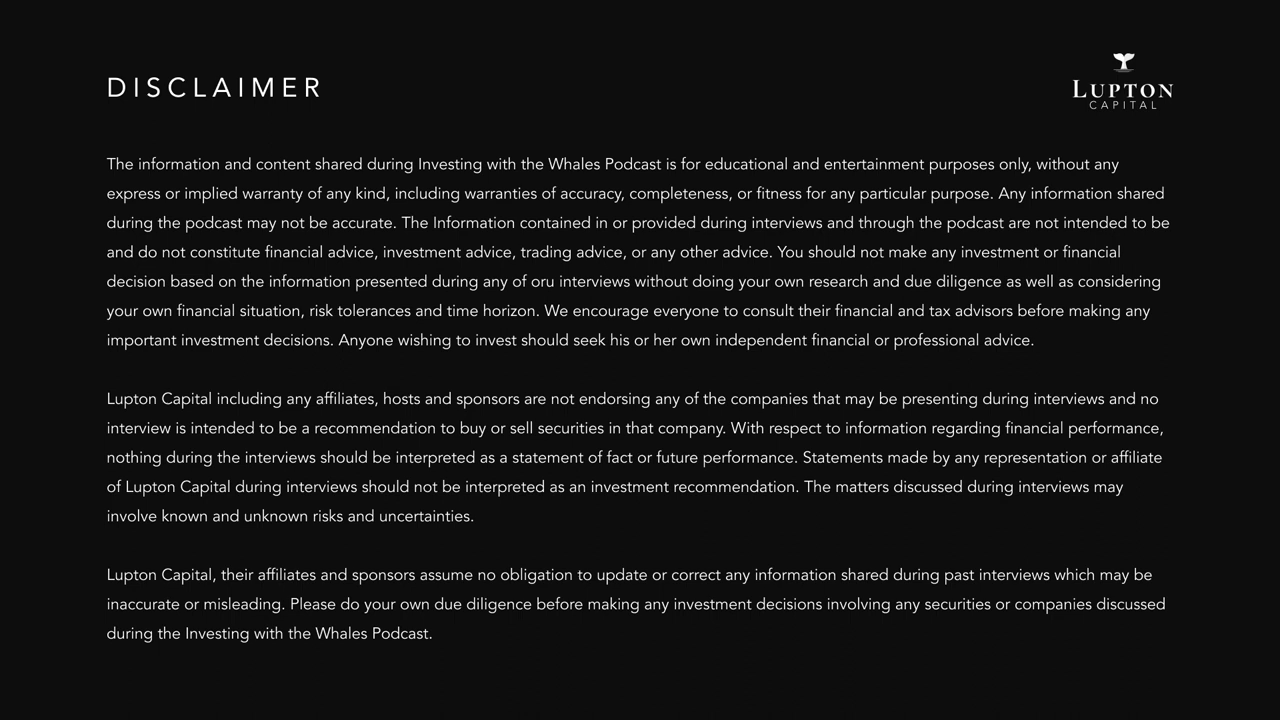 DISCLAIMER
LUPTON
CAPITAL
The information and content shared during Investing with the Whales Podcast is for educational and entertainment purposes only, without any
express or implied warranty of any kind, including warranties of accuracy, completeness, or fitness for any particular purpose. Any information shared
during the podcast may not be accurate. The Information contained in or provided during interviews and through the podcast are not intended to be
and do not constitute financial advice, investment advice, trading advice, or any other advice. You should not make any investment or financial
decision based on the information presented during any of oru interviews without doing your own research and due diligence as well as considering
your own financial situation, risk tolerances and time horizon. We encourage everyone to consult their financial and tax advisors before making any
important investment decisions. Anyone wishing to invest should seek his or her own independent financial or professional advice.
Lupton Capital including any affiliates, hosts and sponsors are not endorsing any of the companies that may be presenting during interviews and no
interview is intended to be a recommendation to buy or sell securities in that company. With respect to information regarding financial performance,
nothing during the interviews should be interpreted as a statement of fact or future performance. Statements made by any representation or affiliate
of Lupton Capital during interviews should not be interpreted as an investment recommendation. The matters discussed during interviews may
involve known and unknown risks and uncertainties.
Lupton Capital, their affiliates and sponsors assume no obligation to update or correct any information shared during past interviews which may be
inaccurate or misleading. Please do your own due diligence before making any investment decisions involving any securities or companies discussed
during the Investing with the Whales Podcast.